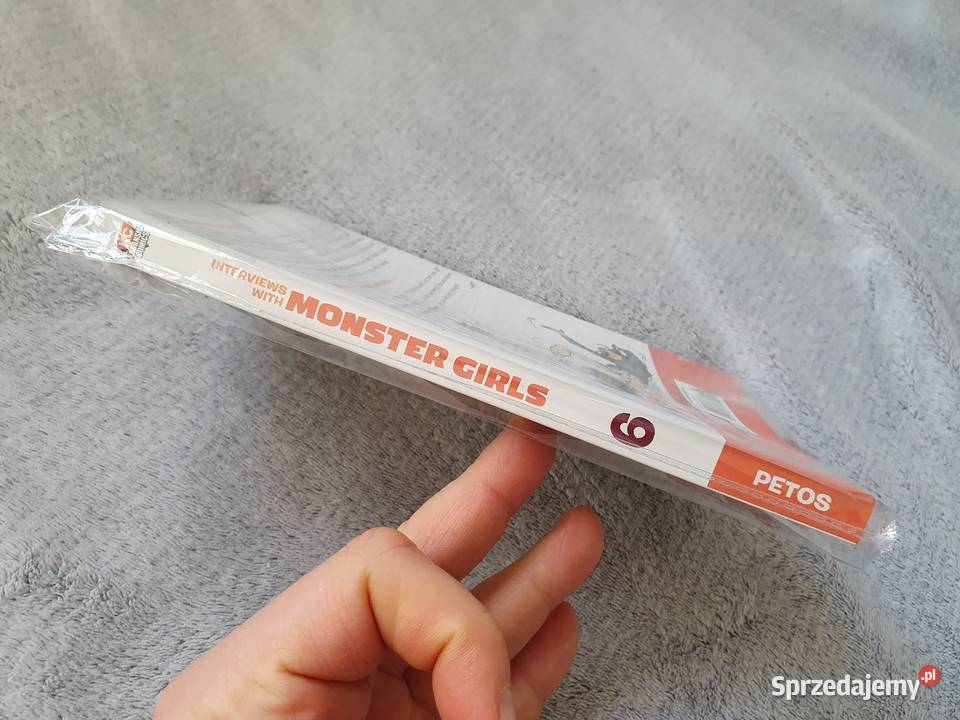 INTERVIEWS
WITH
MONSTER GIRLS
6
PETOS
Sprzedajemy.pl